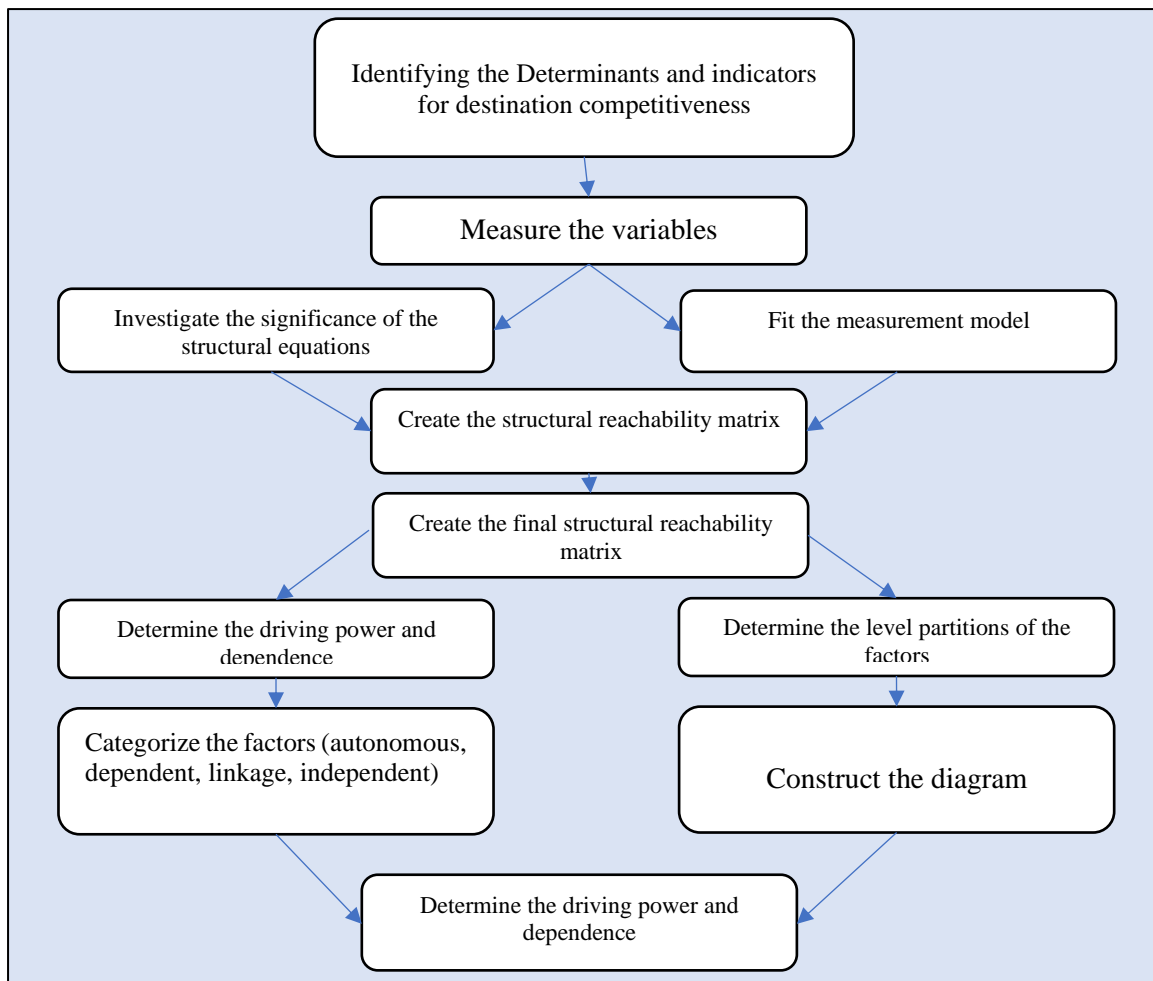 Identifying the Determinants and indicators
for destination competitiveness
Measure the variables
Investigate the significance of the
structural equations
Fit the measurement model
Create the structural reachability matrix
Create the final structural reachability
matrix
Determine the driving power and
dependence
Determine the level partitions of the
factors
Categorize the factors (autonomous,
dependent, linkage, independent)
Construct the diagram
Determine the driving power and
dependence